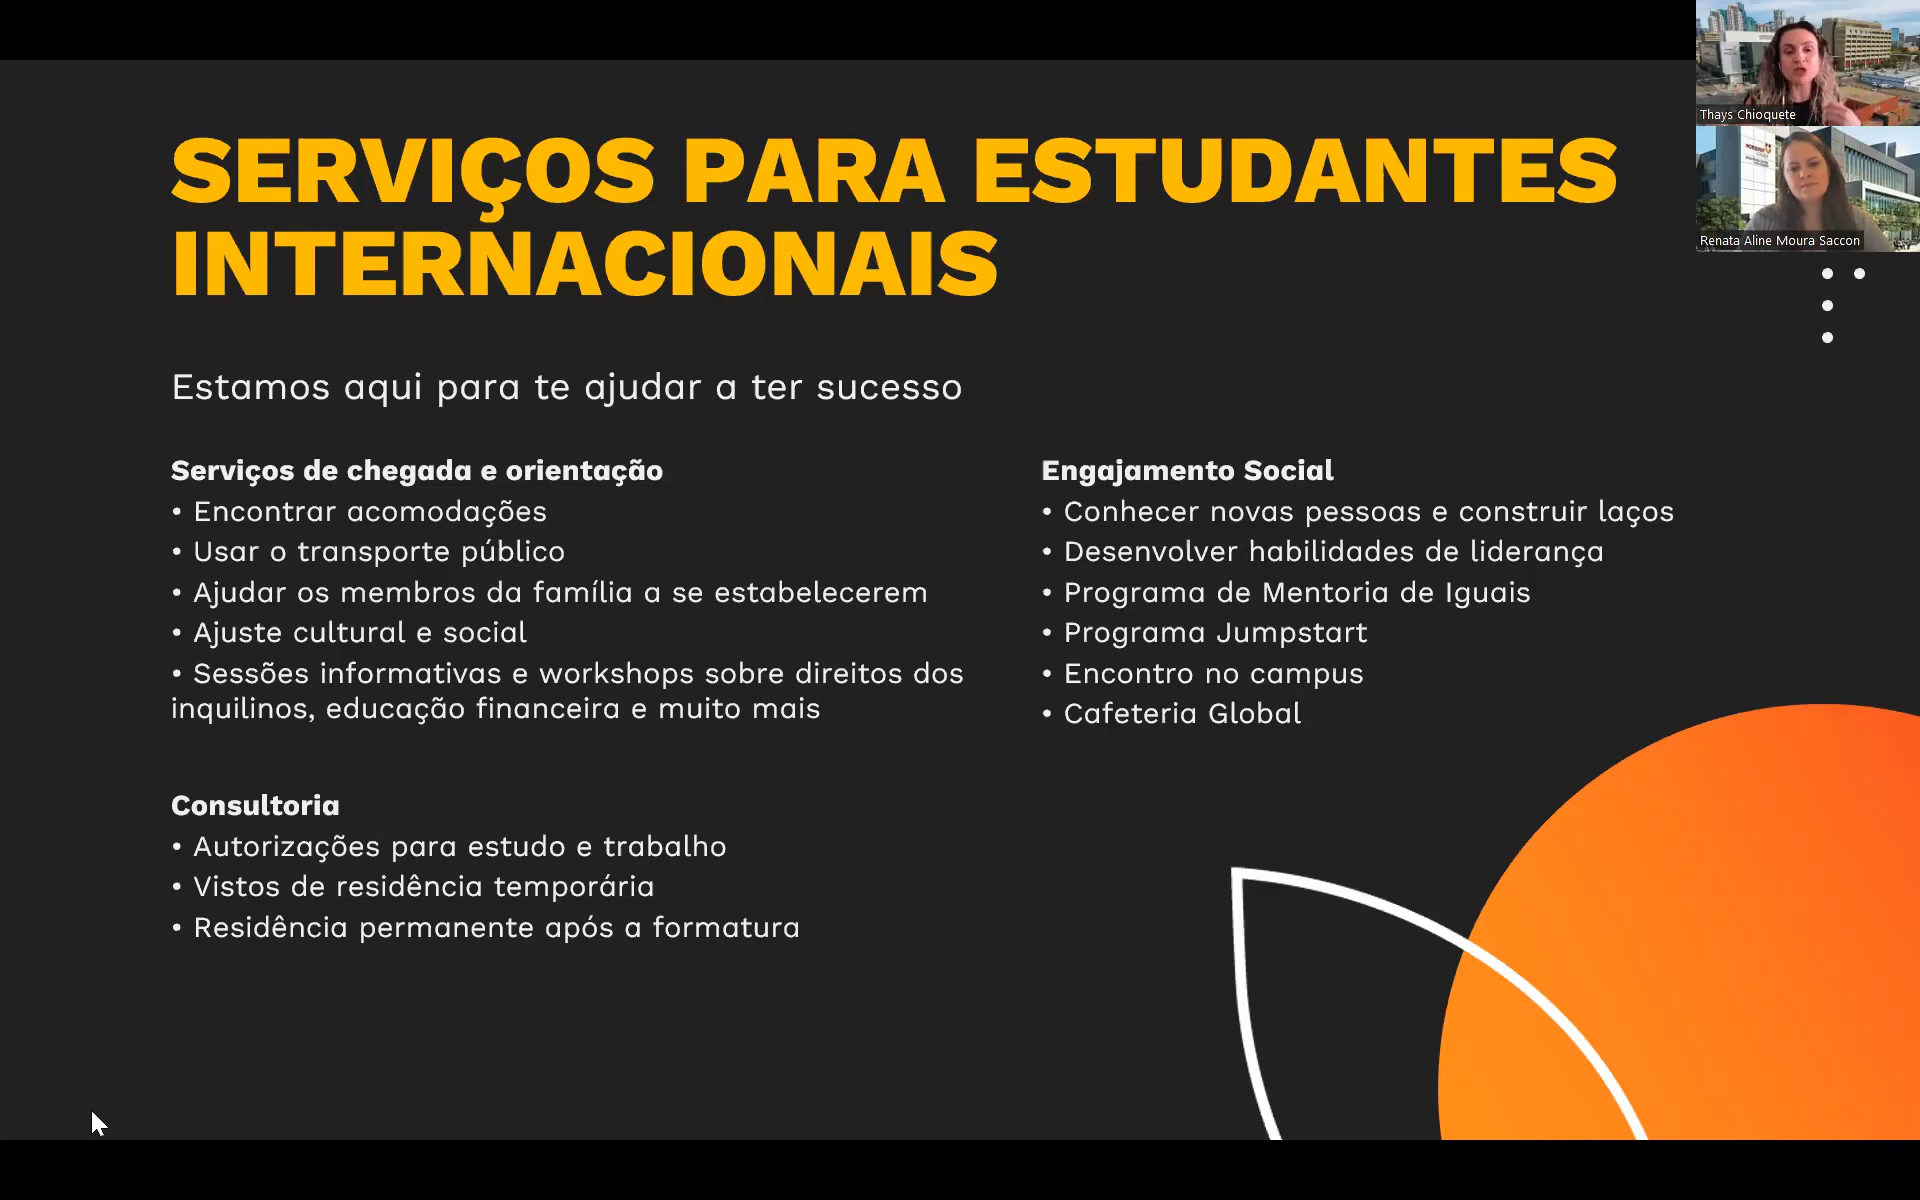 SERVIÇOS PARA ESTUDANTES
INTERNACIONAIS
Estamos aqui para te ajudar a ter sucesso
Serviços de chegada e orientação
• Encontrar acomodações
• Usar o transporte público
• Ajudar os membros da família a se estabelecerem
• Ajuste cultural e social
• Sessões informativas e workshops sobre direitos dos
inquilinos, educação financeira e muito mais
Consultoria
• Autorizações para estudo e trabalho
• Vistos de residência temporária
• Residência permanente após a formatura
Engajamento Social
• Conhecer novas pessoas e construir laços
• Desenvolver habilidades de liderança
• Programa de Mentoria de Iguais
• Programa Jumpstart
• Encontro no campus
• Cafeteria Global
Thays Chioquete
Renata Aline Moura Saccon